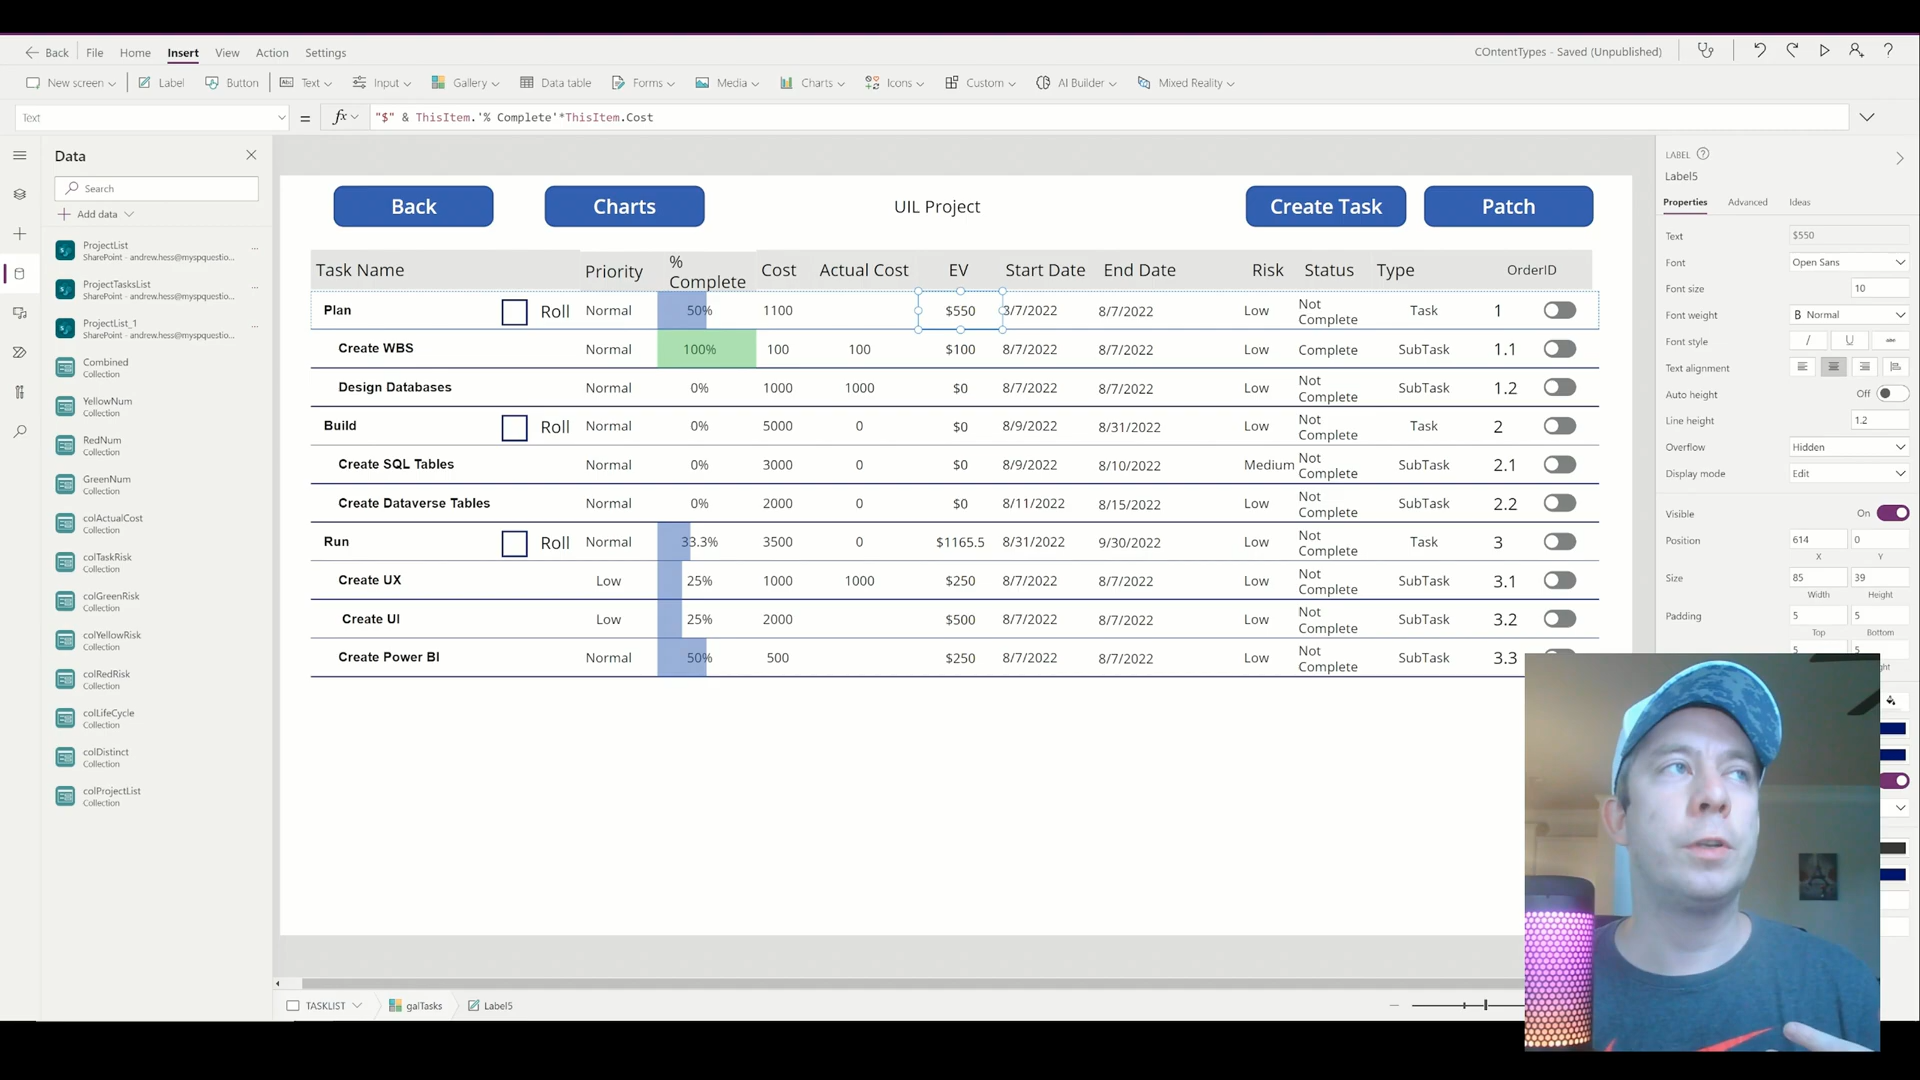 Back File Home Insert View Action Settings COntentTypes - Saved (Unpublished) ?
New screen Label Button Text Input Gallery Data table Forms Media Charts Icons Custom AI Builder Mixed Reality
Text = fx "$" & ThisItem.'% Complete'*ThisItem.Cost
Data
Search
Add data
ProjectList
SharePoint - andrew.hess@myspquestio...
ProjectTasksList
SharePoint - andrew.hess@myspquestio...
ProjectList_1
SharePoint - andrew.hess@myspquestio...
Combined
Collection
YellowNum
Collection
RedNum
Collection
GreenNum
Collection
colActualCost
Collection
colTaskRisk
Collection
colGreenRisk
Collection
colYellowRisk
Collection
colRedRisk
Collection
colLifeCycle
Collection
colDistinct
Collection
colProjectList
Collection
Back Charts UIL Project Create Task Patch
Task Name Priority % Complete Cost Actual Cost EV Start Date End Date Risk Status Type OrderID
Plan Roll Normal 50% 1100 $550 8/7/2022 8/7/2022 Low Not Complete Task 1
Create WBS Normal 100% 100 100 $100 8/7/2022 8/7/2022 Low Complete SubTask 1.1
Design Databases Normal 0% 1000 1000 $0 8/7/2022 8/7/2022 Low Not Complete SubTask 1.2
Build Roll Normal 0% 5000 0 $0 8/9/2022 8/31/2022 Low Not Complete Task 2
Create SQL Tables Normal 0% 3000 0 $0 8/9/2022 8/10/2022 Medium Not Complete SubTask 2.1
Create Dataverse Tables Normal 0% 2000 0 $0 8/11/2022 8/15/2022 Low Not Complete SubTask 2.2
Run Roll Normal 33.3% 3500 0 $1165.5 8/31/2022 9/30/2022 Low Not Complete Task 3
Create UX Low 25% 1000 1000 $250 8/7/2022 8/7/2022 Low Not Complete SubTask 3.1
Create UI Low 25% 2000 $500 8/7/2022 8/7/2022 Low Not Complete SubTask 3.2
Create Power BI Normal 50% 500 $250 8/7/2022 8/7/2022 Low Not Complete SubTask 3.3
TASKLIST galTasks Label5
LABEL ?
Label5
Properties Advanced Ideas
Text $550
Font Open Sans
Font size 10
Font weight B Normal
Font style / U abc
Text alignment
Auto height Off
Line height 1.2
Overflow Hidden
Display mode Edit
Visible On
Position 614 0
X Y
Size 85 39
Width Height
Padding 5 5
Top Bottom
5 5